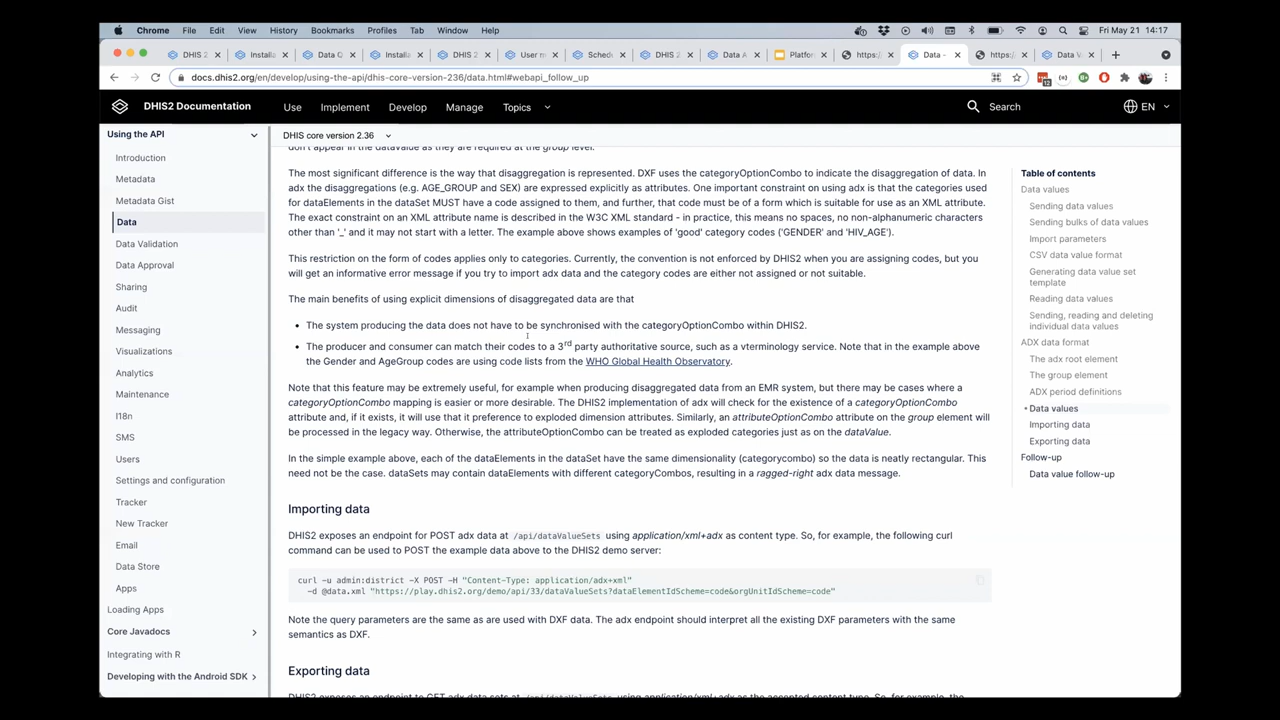 Chrome File Edit View History Bookmarks Profiles Tab Window Help Fri May 21 14:17
DHIS 2 Installa Data Q Installa DHIS 2 User m Schedu DHIS 2 Data A Platfor https:/ Data - https:/ Data V
docs.dhis2.org/en/develop/using-the-api/dhis-core-version-236/data.html#webapi_follow_up
DHIS2 Documentation Use Implement Develop Manage Topics Search EN
Using the API
Introduction
Metadata
Metadata Gist
Data
Data Validation
Data Approval
Sharing
Audit
Messaging
Visualizations
Analytics
Maintenance
I18n
SMS
Users
Settings and configuration
Tracker
New Tracker
Email
Data Store
Apps
Loading Apps
Core Javadocs
Integrating with R
Developing with the Android SDK
DHIS core version 2.36
don't appear in the dataValue as they are required at the group level.
The most significant difference is the way that disaggregation is represented. DXF uses the categoryOptionCombo to indicate the disaggregation of data. In
adx the disaggregations (e.g. AGE_GROUP and SEX) are expressed explicitly as attributes. One important constraint on using adx is that the categories used
for dataElements in the dataSet MUST have a code assigned to them, and further, that code must be of a form which is suitable for use as an XML attribute.
The exact constraint on an XML attribute name is described in the W3C XML standard - in practice, this means no spaces, no non-alphanumeric characters
other than '_' and it may not start with a letter. The example above shows examples of 'good' category codes ('GENDER' and 'HIV_AGE').
This restriction on the form of codes applies only to categories. Currently, the convention is not enforced by DHIS2 when you are assigning codes, but you
will get an informative error message if you try to import adx data and the category codes are either not assigned or not suitable.
The main benefits of using explicit dimensions of disaggregated data are that
• The system producing the data does not have to be synchronised with the categoryOptionCombo within DHIS2.
• The producer and consumer can match their codes to a 3rd party authoritative source, such as a vterminology service. Note that in the example above
the Gender and AgeGroup codes are using code lists from the WHO Global Health Observatory.
Note that this feature may be extremely useful, for example when producing disaggregated data from an EMR system, but there may be cases where a
categoryOptionCombo mapping is easier or more desirable. The DHIS2 implementation of adx will check for the existence of a categoryOptionCombo
attribute and, if it exists, it will use that it preference to exploded dimension attributes. Similarly, an attributeOptionCombo attribute on the group element will
be processed in the legacy way. Otherwise, the attributeOptionCombo can be treated as exploded categories just as on the dataValue.
In the simple example above, each of the dataElements in the dataSet have the same dimensionality (categorycombo) so the data is neatly rectangular. This
need not be the case. dataSets may contain dataElements with different categoryCombos, resulting in a ragged-right adx data message.
Importing data
DHIS2 exposes an endpoint for POST adx data at /api/dataValueSets using application/xml+adx as content type. So, for example, the following curl
command can be used to POST the example data above to the DHIS2 demo server:
curl -u admin:district -X POST -H "Content-Type: application/adx+xml"
-d @data.xml "https://play.dhis2.org/demo/api/33/dataValueSets?dataElementIdScheme=code&orgUnitIdScheme=code"
Note the query parameters are the same as are used with DXF data. The adx endpoint should interpret all the existing DXF parameters with the same
semantics as DXF.
Exporting data
DHIS2 exposes an endpoint to GET adx data sets at /api/dataValueSets using application/xml+adx as the accepted content type. So, for example, the
Table of contents
Data values
Sending data values
Sending bulks of data values
Import parameters
CSV data value format
Generating data value set
template
Reading data values
Sending, reading and deleting
individual data values
ADX data format
The adx root element
The group element
ADX period definitions
• Data values
Importing data
Exporting data
Follow-up
Data value follow-up